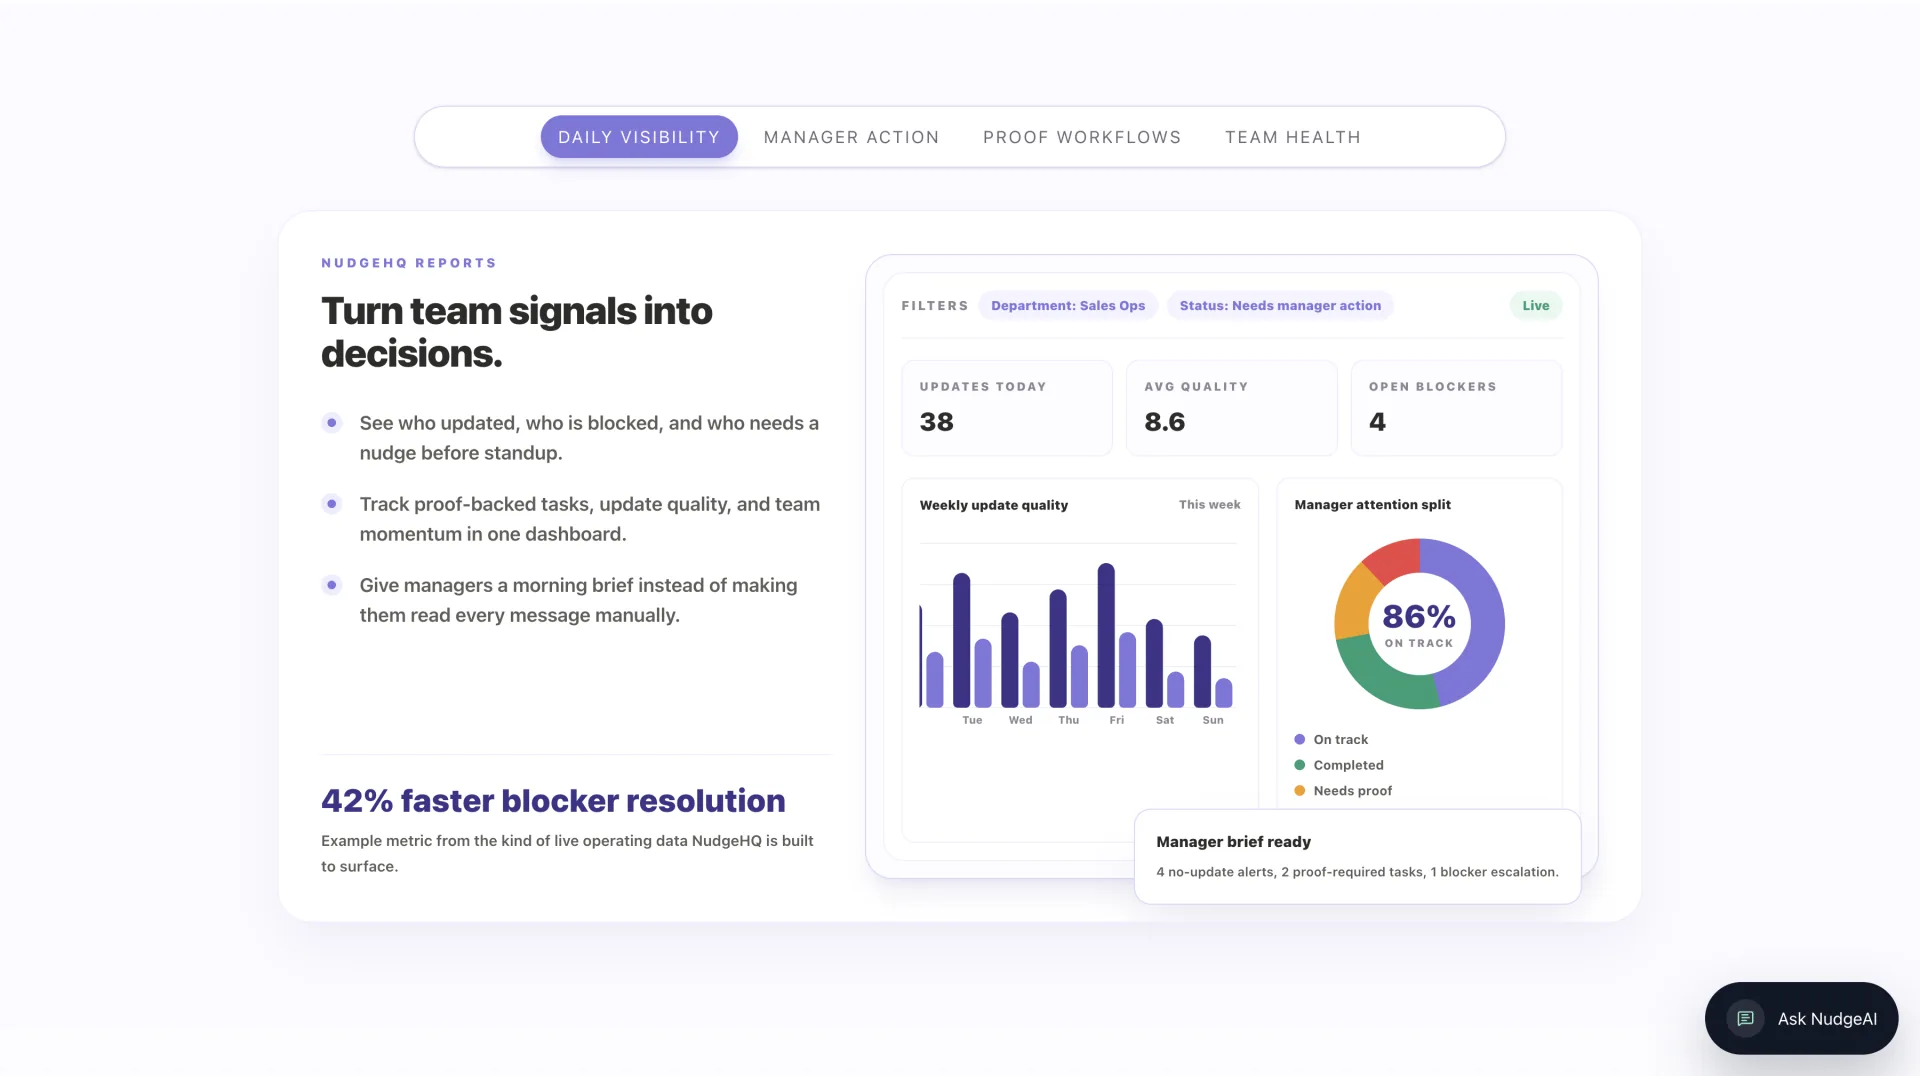 DAILY VISIBILITY
MANAGER ACTION
PROOF WORKFLOWS
TEAM HEALTH
NUDGEHQ REPORTS
Turn team signals into
decisions.
See who updated, who is blocked, and who needs a
nudge before standup.
Track proof-backed tasks, update quality, and team
momentum in one dashboard.
Give managers a morning brief instead of making
them read every message manually.
42% faster blocker resolution
Example metric from the kind of live operating data NudgeHQ is built
to surface.
FILTERS
Department: Sales Ops
Status: Needs manager action
Live
UPDATES TODAY
38
AVG QUALITY
8.6
OPEN BLOCKERS
4
Weekly update quality
This week
Tue
Wed
Thu
Fri
Sat
Sun
Manager attention split
86%
ON TRACK
On track
Completed
Needs proof
Manager brief ready
4 no-update alerts, 2 proof-required tasks, 1 blocker escalation.
Ask NudgeAI